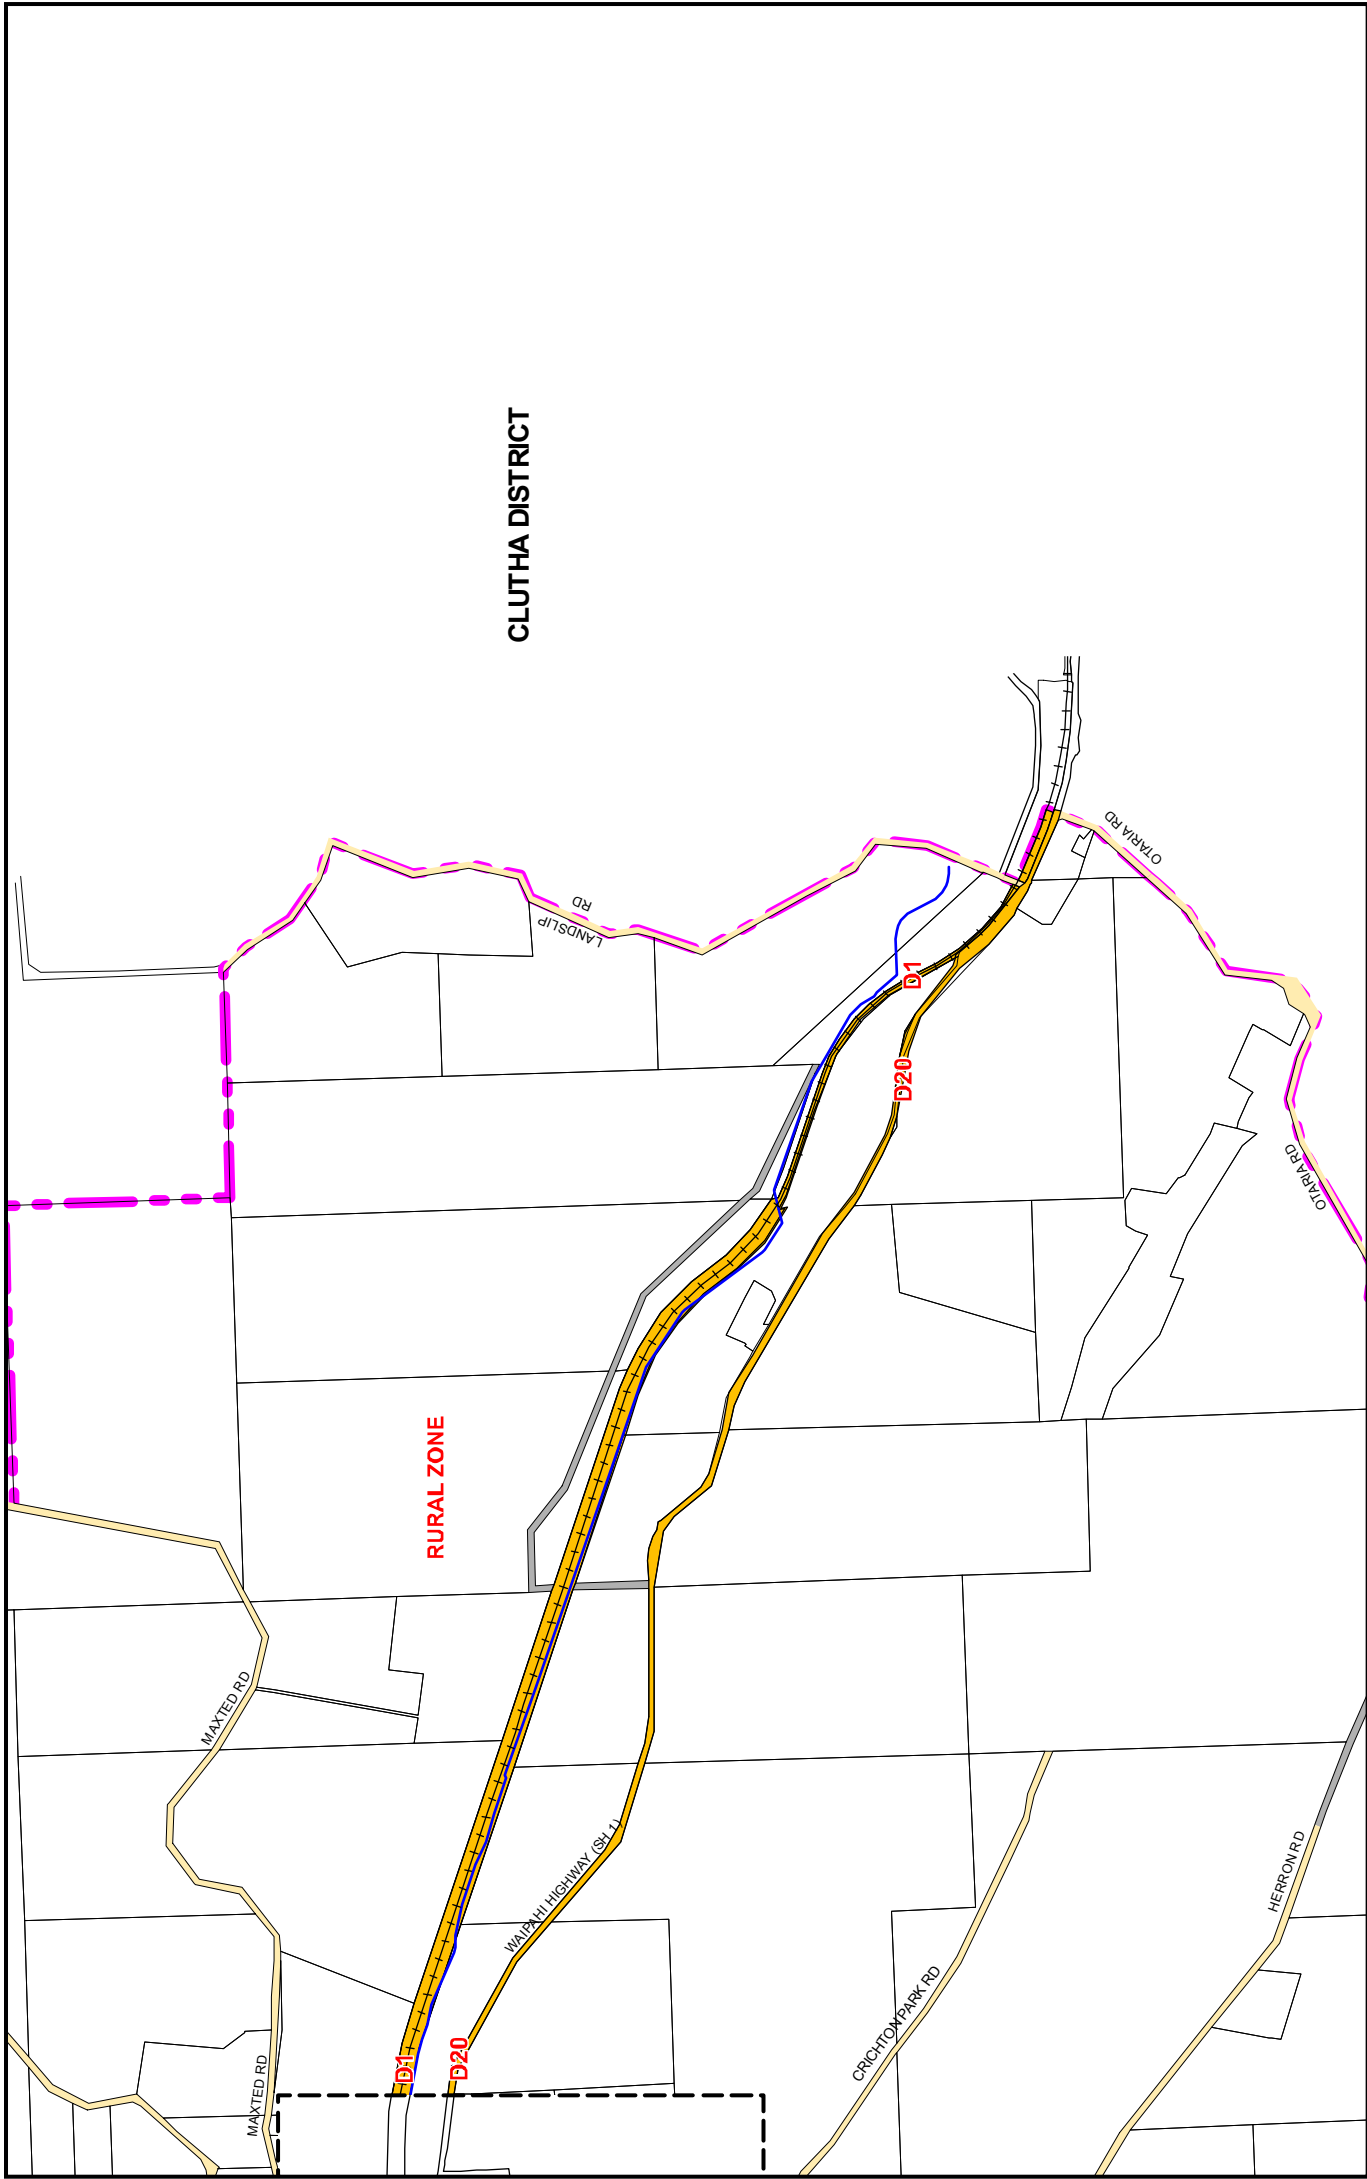 CLUTHA DISTRICT
LANDSLIP
RD
OTARIA RD
D1
D20
OTARIA RD
RURAL ZONE
MAXTED RD
WAIPAHI HIGHWAY (SH 1)
HERRON RD
CRICHTON PARK RD
D1
D20
MAXTED RD